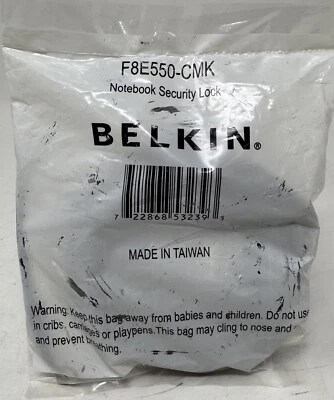 F8E550-CMK
Notebook Security Lock
BELKIN®
7 22868 53239 3
MADE IN TAIWAN
Warning: Keep this bag away from babies and children. Do not use
in cribs, carriages or playpens. This bag may cling to nose and
and prevent breathing.